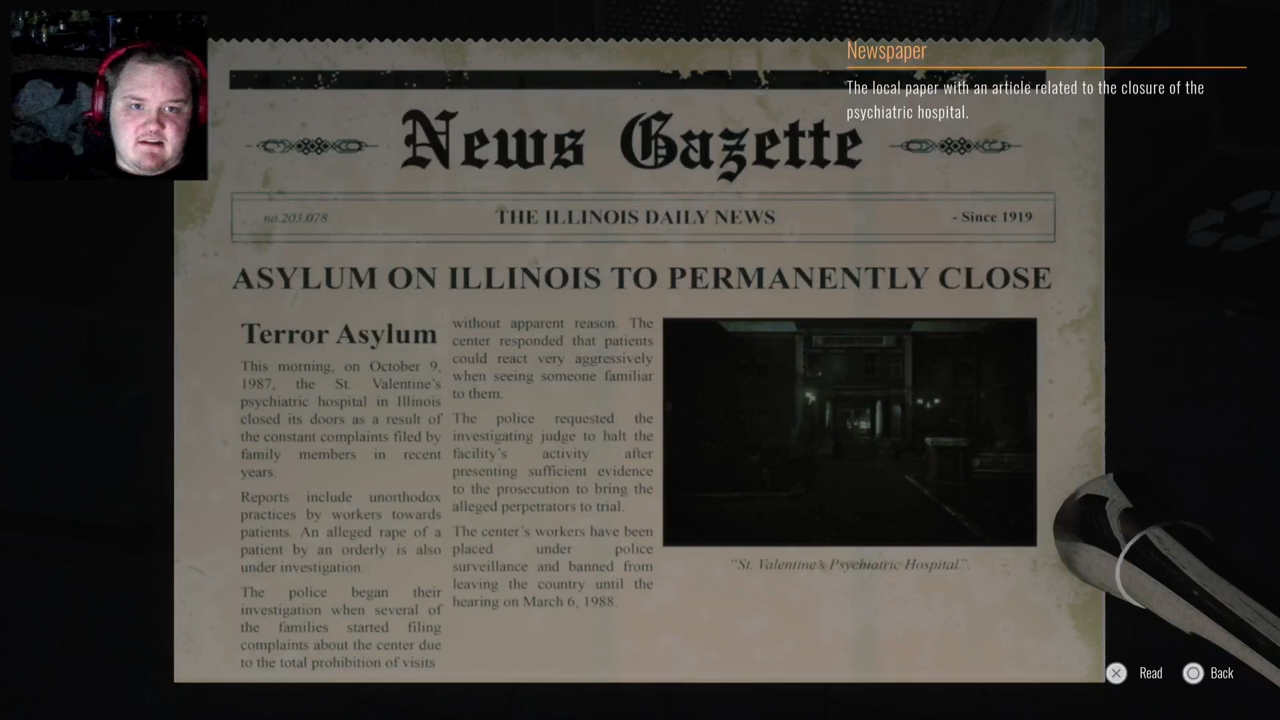 Newspaper
The local paper with an article related to the closure of the
psychiatric hospital.
News Gazette
no.203.078
THE ILLINOIS DAILY NEWS
- Since 1919
ASYLUM ON ILLINOIS TO PERMANENTLY CLOSE
Terror Asylum
This morning, on October 9,
1987, the St. Valentine's
psychiatric hospital in Illinois
closed its doors as a result of
the constant complaints filed by
family members in recent
years.
Reports include unorthodox
practices by workers towards
patients. An alleged rape of a
patient by an orderly is also
under investigation.
The police began their
investigation when several of
the families started filing
complaints about the center due
to the total prohibition of visits
without apparent reason. The
center responded that patients
could react very aggressively
when seeing someone familiar
to them.
The police requested the
investigating judge to halt the
facility's activity after
presenting sufficient evidence
to the prosecution to bring the
alleged perpetrators to trial.
The center's workers have been
placed under police
surveillance and banned from
leaving the country until the
hearing on March 6, 1988.
"St. Valentine's Psychiatric Hospital".
Read
Back